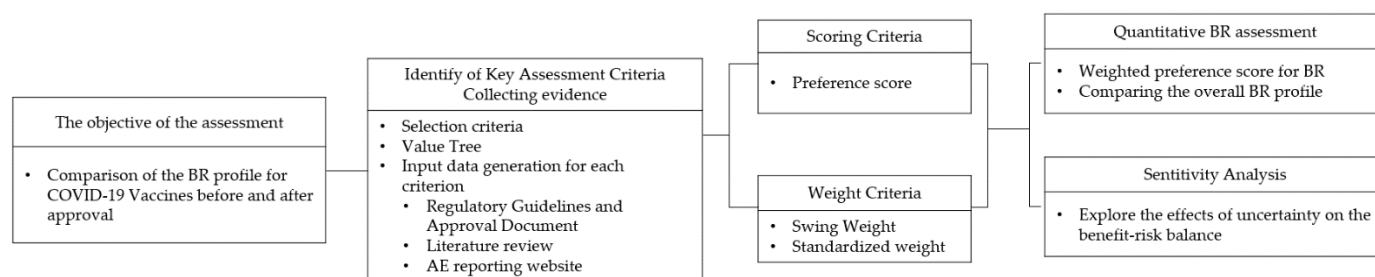 The objective of the assessment
• Comparison of the BR profile for
COVID-19 Vaccines before and after
approval
Identify of Key Assessment Criteria
Collecting evidence
• Selection criteria
• Value Tree
• Input data generation for each
criterion
• Regulatory Guidelines and
Approval Document
• Literature review
• AE reporting website
Scoring Criteria
• Preference score
Weight Criteria
• Swing Weight
• Standardized weight
Quantitative BR assessment
• Weighted preference score for BR
• Comparing the overall BR profile
Sentitivity Analysis
• Explore the effects of uncertainty on the
benefit-risk balance